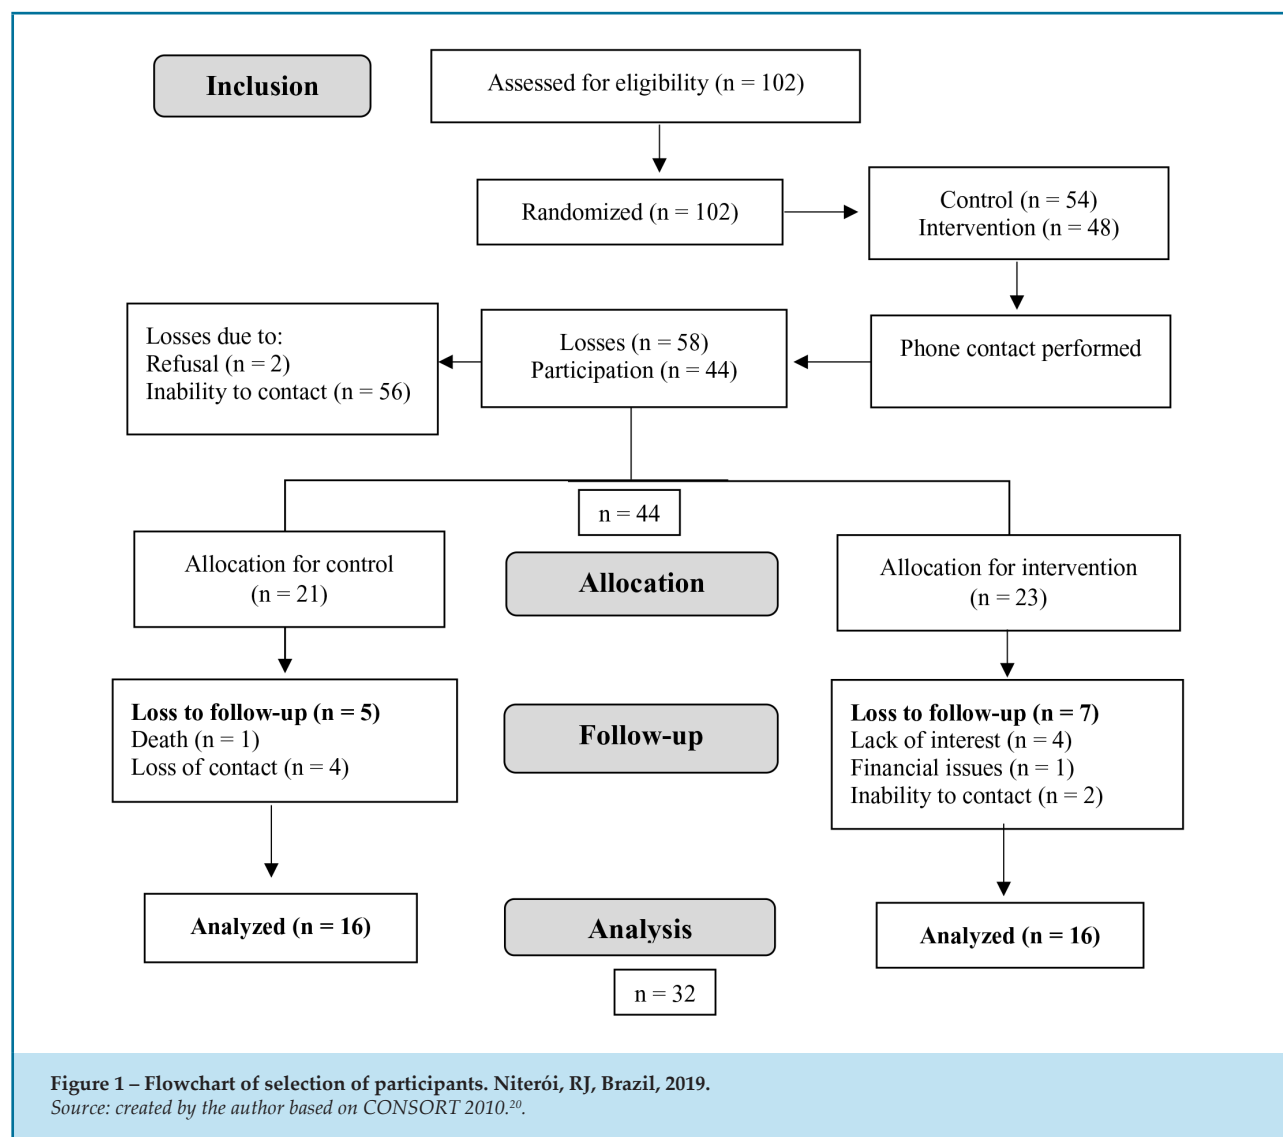 Inclusion
Assessed for eligibility (n = 102)
Randomized (n = 102)
Control (n = 54)
Intervention (n = 48)
Phone contact performed
Losses (n = 58)
Participation (n = 44)
Losses due to:
Refusal (n = 2)
Inability to contact (n = 56)
n = 44
Allocation for control
(n = 21)
Allocation
Allocation for intervention
(n = 23)
Loss to follow-up (n = 5)
Death (n = 1)
Loss of contact (n = 4)
Follow-up
Loss to follow-up (n = 7)
Lack of interest (n = 4)
Financial issues (n = 1)
Inability to contact (n = 2)
Analyzed (n = 16)
Analysis
Analyzed (n = 16)
n = 32
Figure 1 – Flowchart of selection of participants. Niterói, RJ, Brazil, 2019.
Source: created by the author based on CONSORT 2010.²⁰.